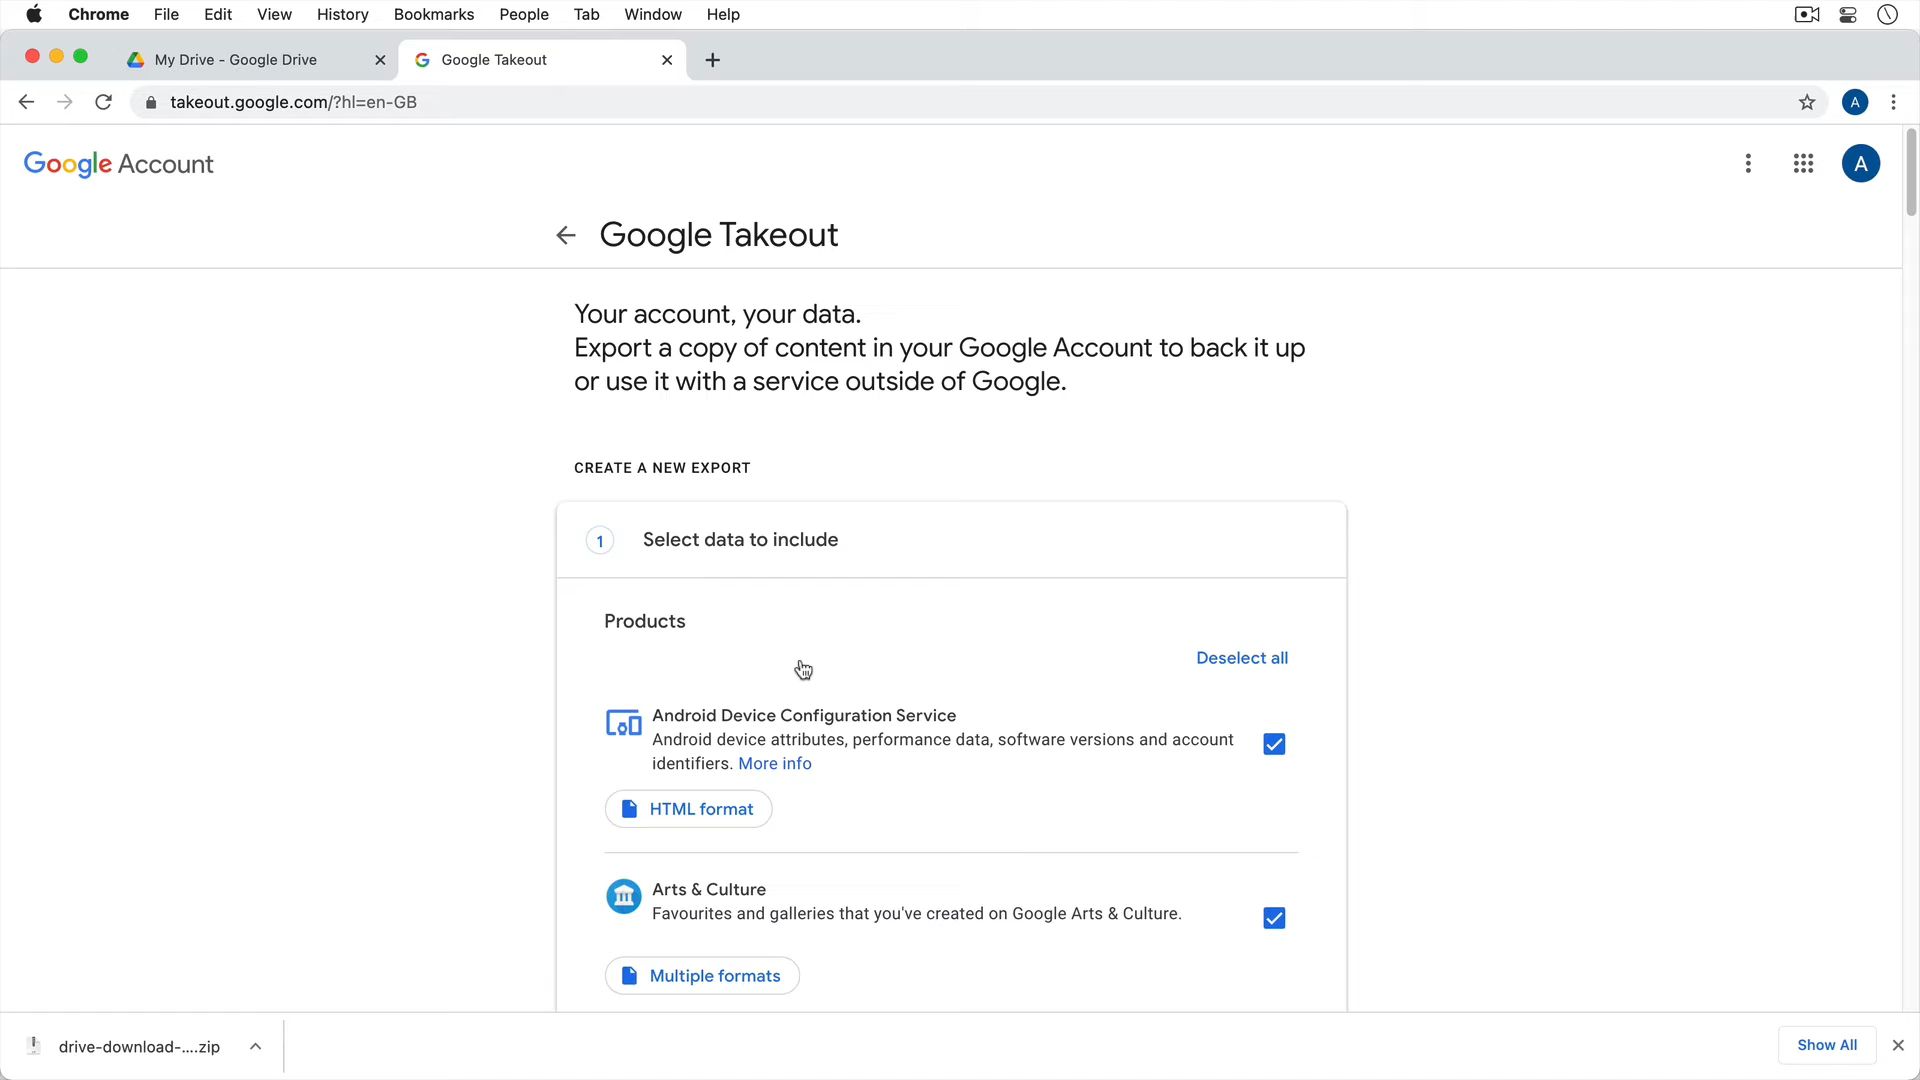 Chrome File Edit View History Bookmarks People Tab Window Help
My Drive - Google Drive
Google Takeout
takeout.google.com/?hl=en-GB
A
Google Account
A
Google Takeout
Your account, your data.
Export a copy of content in your Google Account to back it up
or use it with a service outside of Google.
CREATE A NEW EXPORT
1 Select data to include
Products
Deselect all
Android Device Configuration Service
Android device attributes, performance data, software versions and account
identifiers. More info
HTML format
Arts & Culture
Favourites and galleries that you've created on Google Arts & Culture.
Multiple formats
drive-download-....zip
Show All